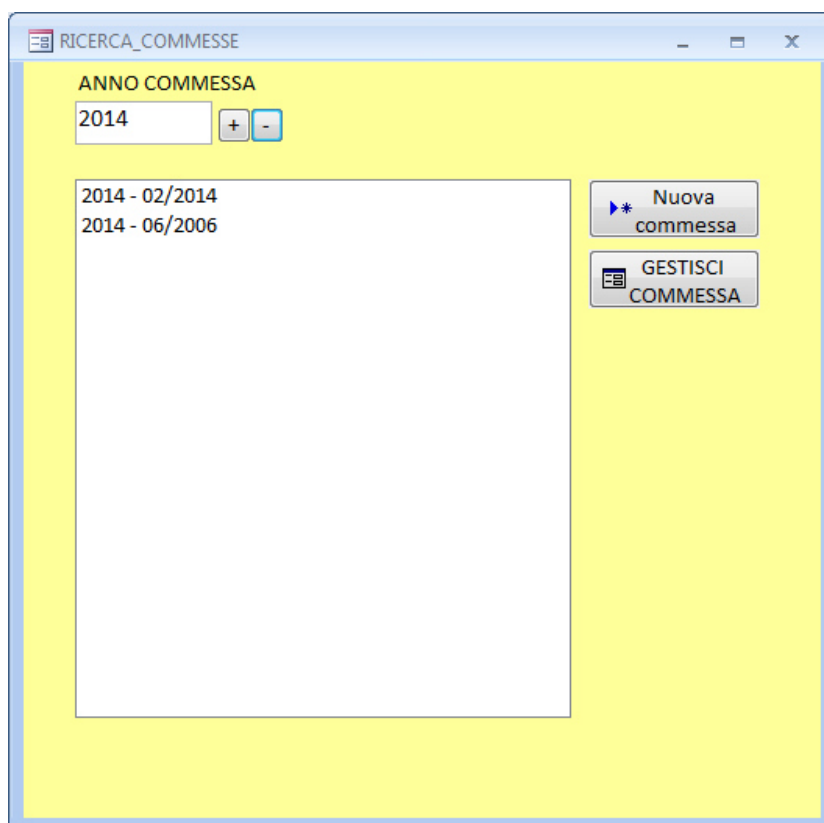 RICERCA_COMMESSE
ANNO COMMESSA
2014
+ -
2014 - 02/2014
2014 - 06/2006
Nuova
commessa
GESTISCI
COMMESSA